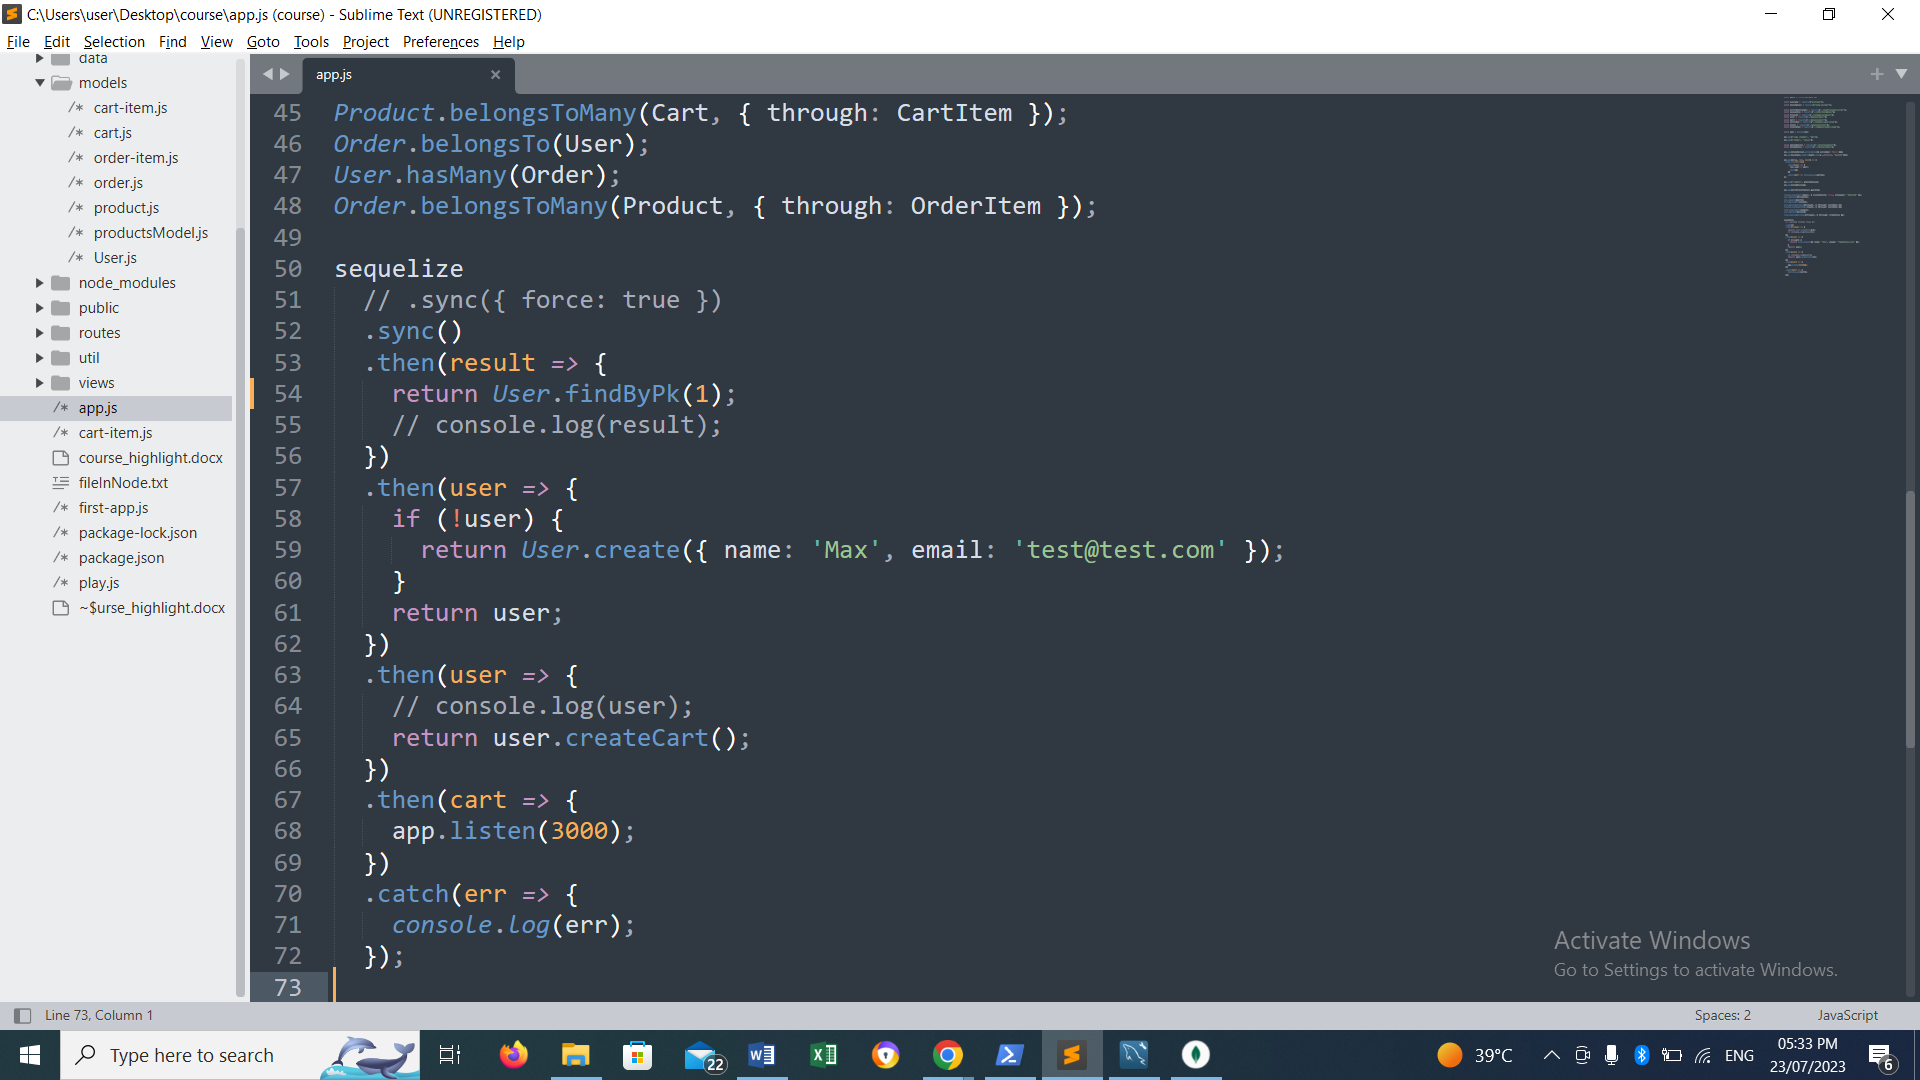 C:\Users\user\Desktop\course\app.js (course) - Sublime Text (UNREGISTERED)
File Edit Selection Find View Goto Tools Project Preferences Help
data
models
/* cart-item.js
/* cart.js
/* order-item.js
/* order.js
/* product.js
/* productsModel.js
/* User.js
node_modules
public
routes
util
views
/* app.js
/* cart-item.js
course_highlight.docx
fileInNode.txt
/* first-app.js
/* package-lock.json
/* package.json
/* play.js
~$urse_highlight.docx
app.js
45 Product.belongsToMany(Cart, { through: CartItem });
46 Order.belongsTo(User);
47 User.hasMany(Order);
48 Order.belongsToMany(Product, { through: OrderItem });
49
50 sequelize
51   // .sync({ force: true })
52   .sync()
53   .then(result => {
54     return User.findByPk(1);
55     // console.log(result);
56   })
57   .then(user => {
58     if (!user) {
59       return User.create({ name: 'Max', email: 'test@test.com' });
60     }
61     return user;
62   })
63   .then(user => {
64     // console.log(user);
65     return user.createCart();
66   })
67   .then(cart => {
68     app.listen(3000);
69   })
70   .catch(err => {
71     console.log(err);
72   });
73
Activate Windows
Go to Settings to activate Windows.
Line 73, Column 1
Spaces: 2
JavaScript
Type here to search
22
39°C
ENG
05:33 PM
23/07/2023
6